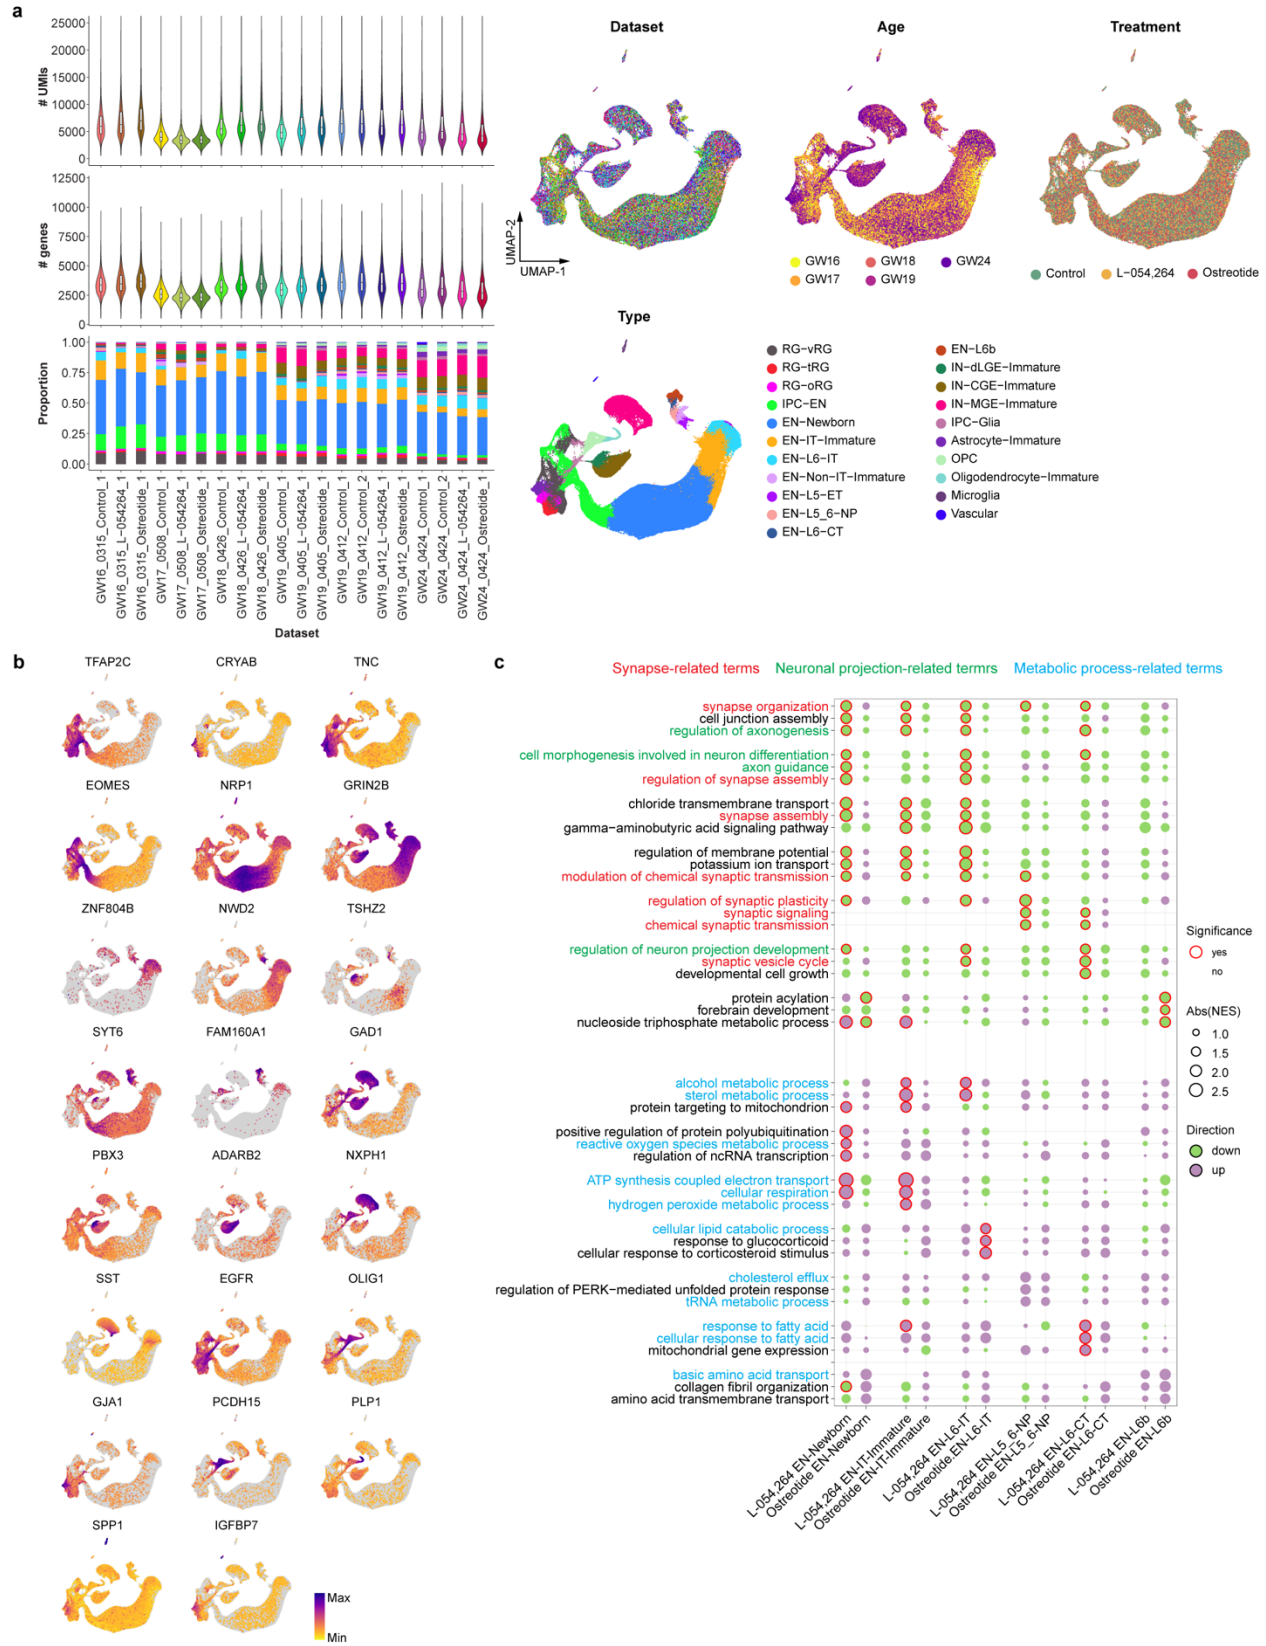 a
# UMIs
25000
20000
15000
10000
5000
0
# genes
12500
10000
7500
5000
2500
0
Proportion
1.00
0.75
0.50
0.25
0.00
GW16_0315_Control_1
GW16_0315_L-054264_1
GW16_0315_Ostreotide_1
GW17_0508_Control_1
GW17_0508_L-054264_1
GW17_0508_Ostreotide_1
GW18_0426_Control_1
GW18_0426_L-054264_1
GW18_0426_Ostreotide_1
GW19_0405_Control_1
GW19_0405_L-054264_1
GW19_0405_Ostreotide_1
GW19_0412_Control_1
GW19_0412_Control_2
GW19_0412_L-054264_1
GW19_0412_Ostreotide_1
GW24_0424_Control_1
GW24_0424_Control_2
GW24_0424_L-054264_1
GW24_0424_Ostreotide_1
Dataset
Dataset
UMAP-2
UMAP-1
Age
GW16
GW18
GW24
GW17
GW19
Treatment
Control
L-054,264
Ostreotide
Type
RG-vRG
RG-tRG
RG-oRG
IPC-EN
EN-Newborn
EN-IT-Immature
EN-L6-IT
EN-Non-IT-Immature
EN-L5-ET
EN-L5_6-NP
EN-L6-CT
EN-L6b
IN-dLGE-Immature
IN-CGE-Immature
IN-MGE-Immature
IPC-Glia
Astrocyte-Immature
OPC
Oligodendrocyte-Immature
Microglia
Vascular
b
TFAP2C
CRYAB
TNC
EOMES
NRP1
GRIN2B
ZNF804B
NWD2
TSHZ2
SYT6
FAM160A1
GAD1
PBX3
ADARB2
NXPH1
SST
EGFR
OLIG1
GJA1
PCDH15
PLP1
SPP1
IGFBP7
Max
Min
c
Synapse-related terms
Neuronal projection-related termrs
Metabolic process-related terms
synapse organization
cell junction assembly
regulation of axonogenesis
cell morphogenesis involved in neuron differentiation
axon guidance
regulation of synapse assembly
chloride transmembrane transport
synapse assembly
gamma-aminobutyric acid signaling pathway
regulation of membrane potential
potassium ion transport
modulation of chemical synaptic transmission
regulation of synaptic plasticity
synaptic signaling
chemical synaptic transmission
regulation of neuron projection development
synaptic vesicle cycle
developmental cell growth
protein acylation
forebrain development
nucleoside triphosphate metabolic process
alcohol metabolic process
sterol metabolic process
protein targeting to mitochondrion
positive regulation of protein polyubiquitination
reactive oxygen species metabolic process
regulation of ncRNA transcription
ATP synthesis coupled electron transport
cellular respiration
hydrogen peroxide metabolic process
cellular lipid catabolic process
response to glucocorticoid
cellular response to corticosteroid stimulus
cholesterol efflux
regulation of PERK-mediated unfolded protein response
tRNA metabolic process
response to fatty acid
cellular response to fatty acid
mitochondrial gene expression
basic amino acid transport
collagen fibril organization
amino acid transmembrane transport
L-054,264 EN-Newborn
Ostreotide EN-Newborn
L-054,264 EN-IT-Immature
Ostreotide EN-IT-Immature
L-054,264 EN-L6-IT
Ostreotide EN-L6-IT
L-054,264 EN-L5_6-NP
Ostreotide EN-L5_6-NP
L-054,264 EN-L6-CT
Ostreotide EN-L6-CT
L-054,264 EN-L6b
Ostreotide EN-L6b
Significance
yes
no
Abs(NES)
1.0
1.5
2.0
2.5
Direction
down
up